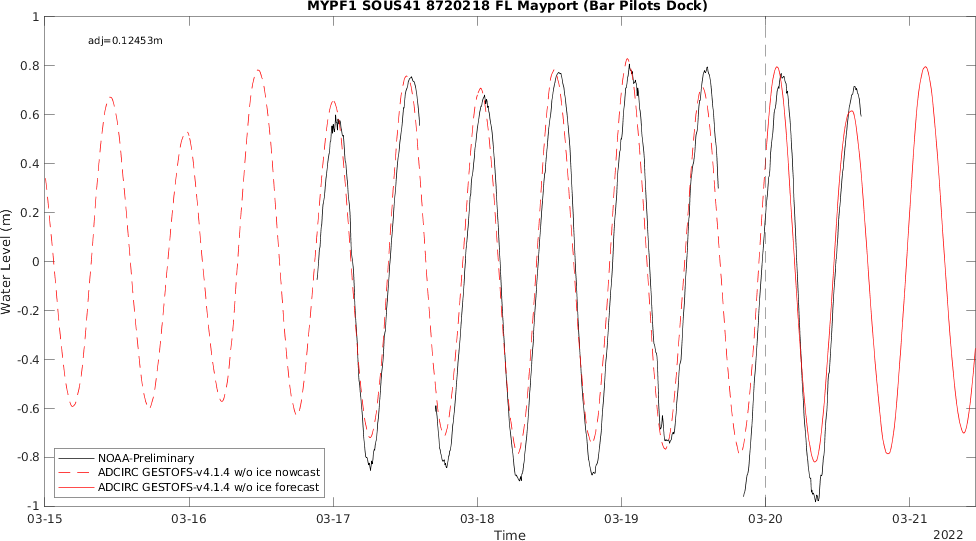 MYPF1 SOUS41 8720218 FL Mayport (Bar Pilots Dock)
adj=0.12453m
1
0.8
0.6
0.4
0.2
0
-0.2
-0.4
-0.6
-0.8
-1
Water Level (m)
NOAA-Preliminary
ADCIRC GESTOFS-v4.1.4 w/o ice nowcast
ADCIRC GESTOFS-v4.1.4 w/o ice forecast
03-15 03-16 03-17 03-18 03-19 03-20 03-21
Time
2022